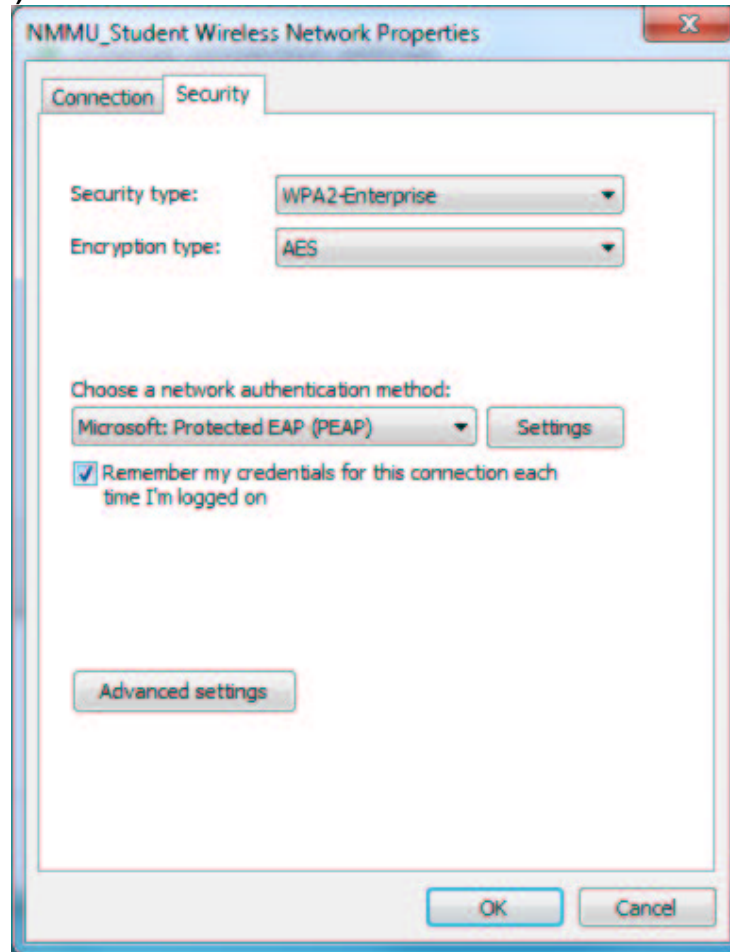 NMMU_Student Wireless Network Properties
Connection Security
Security type: WPA2-Enterprise
Encryption type: AES
Choose a network authentication method:
Microsoft: Protected EAP (PEAP) Settings
Remember my credentials for this connection each
time I'm logged on
Advanced settings
OK Cancel